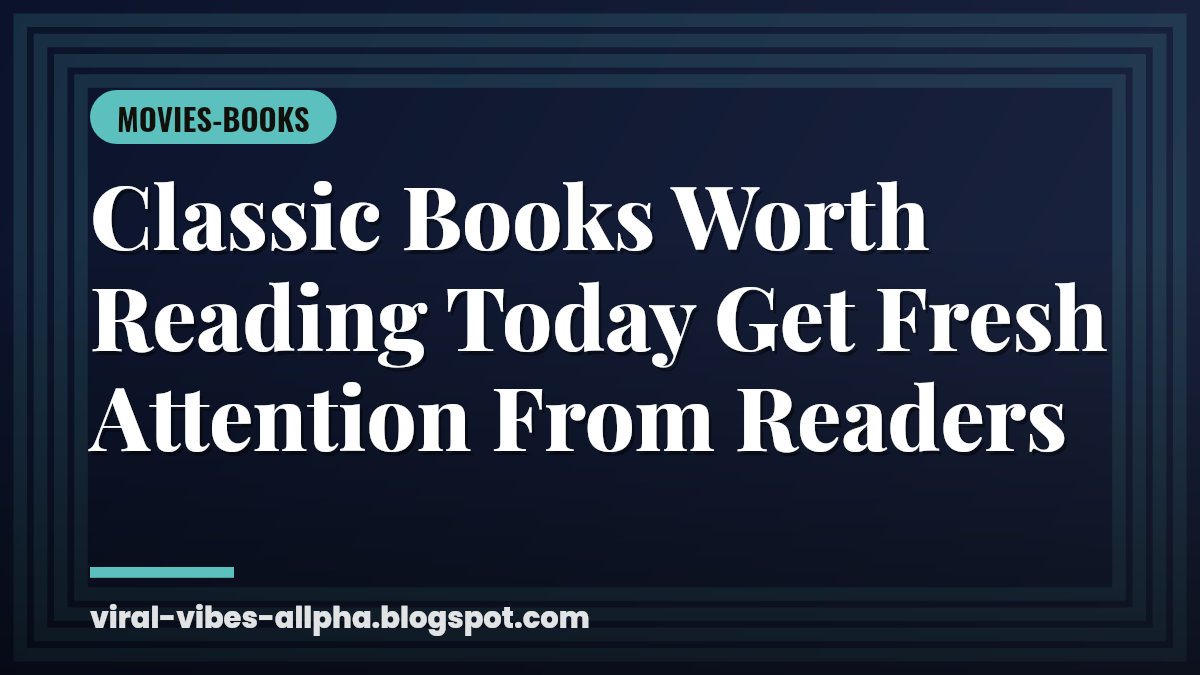 MOVIES-BOOKS
Classic Books Worth
Reading Today Get Fresh
Attention From Readers
viral-vibes-allpha.blogspot.com